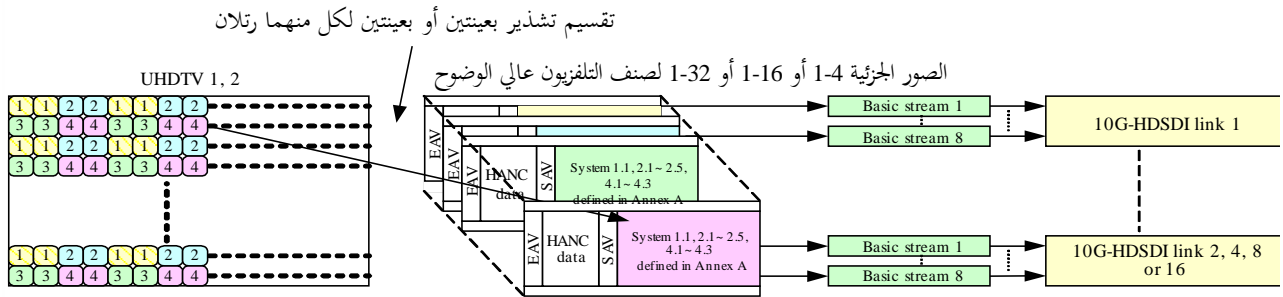 تقسيم تشذير بعينتين أو بعينتين لكل منهما رتلان
UHDTV 1, 2
الصور الجزئية 4-1 أو 16-1 أو 32-1 لصنف التلفزيون عالي الوضوح
1 1 2 2 1 1 2 2
3 3 4 4 3 3 4 4
1 1 2 2 1 1 2 2
3 3 4 4 3 3 4 4
1 1 2 2 1 1 2 2
3 3 4 4 3 3 4 4
EAV
EAV
EAV
HANC
data
SAV
System 1.1, 2.1~ 2.5,
4.1~ 4.3
defined in Annex A
EAV
HANC
data
SAV
System 1.1, 2.1~ 2.5,
4.1~ 4.3
defined in Annex A
Basic stream 1
Basic stream 8
10G-HDSDI link 1
Basic stream 1
Basic stream 8
10G-HDSDI link 2, 4, 8
or 16